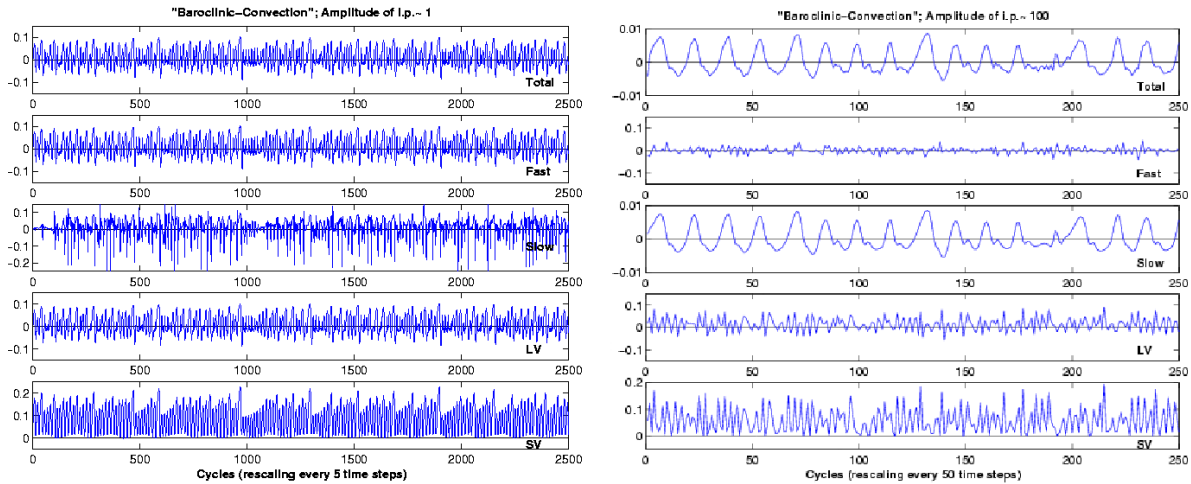 "Baroclinic-Convection"; Amplitude of i.p.~ 1
0.1
0
-0.1
Total
0 500 1000 1500 2000 2500
0.1
0
-0.1
Fast
0 500 1000 1500 2000 2500
0.1
0
-0.1
-0.2
Slow
0 500 1000 1500 2000 2500
0.1
0
-0.1
LV
0 500 1000 1500 2000 2500
0.2
0.1
0
SV
0 500 1000 1500 2000 2500
Cycles (rescaling every 5 time steps)
"Baroclinic-Convection"; Amplitude of i.p.~ 100
0.01
0
-0.01
Total
0 50 100 150 200 250
0.1
0
-0.1
Fast
0 50 100 150 200 250
0.01
0
-0.01
Slow
0 50 100 150 200 250
0.1
0
-0.1
LV
0 50 100 150 200 250
0.2
0.1
0
SV
0 50 100 150 200 250
Cycles (rescaling every 50 time steps)